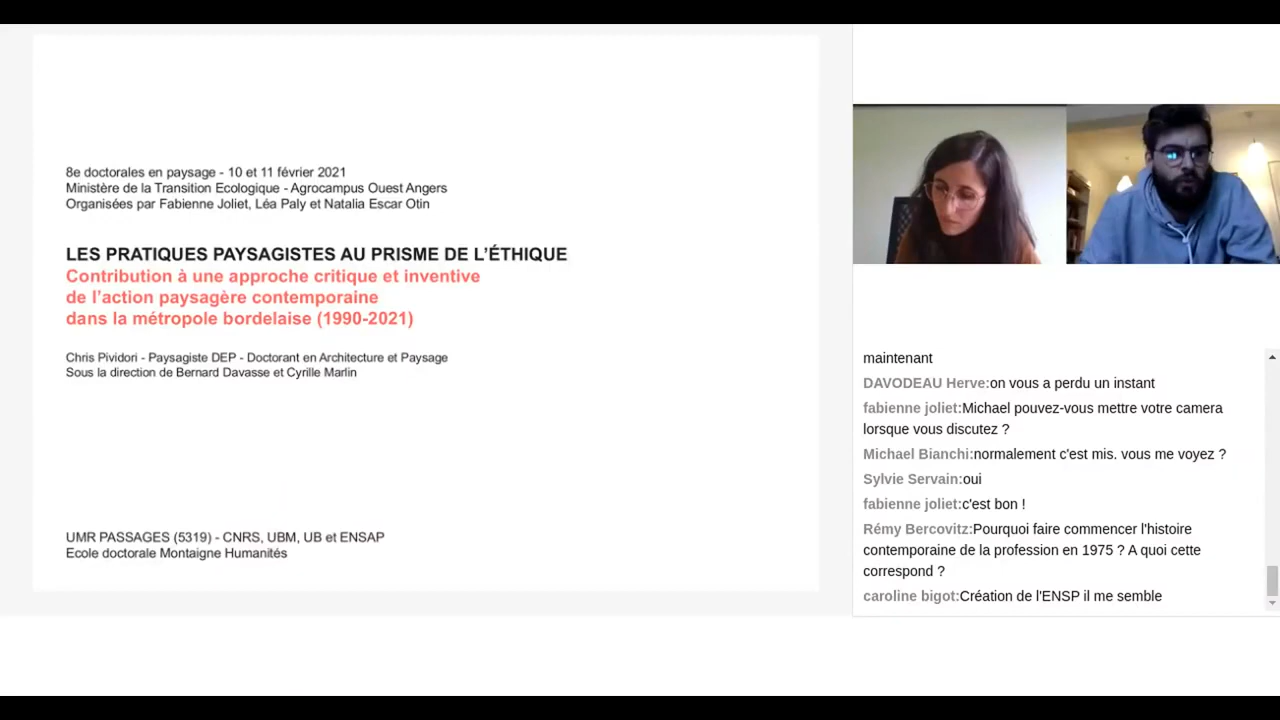 8e doctorales en paysage - 10 et 11 février 2021
Ministère de la Transition Ecologique - Agrocampus Ouest Angers
Organisées par Fabienne Joliet, Léa Paly et Natalia Escar Otin
LES PRATIQUES PAYSAGISTES AU PRISME DE L'ÉTHIQUE
Contribution à une approche critique et inventive
de l'action paysagère contemporaine
dans la métropole bordelaise (1990-2021)
Chris Pividori - Paysagiste DEP - Doctorant en Architecture et Paysage
Sous la direction de Bernard Davasse et Cyrille Marlin
UMR PASSAGES (5319) - CNRS, UBM, UB et ENSAP
Ecole doctorale Montaigne Humanités
maintenant
DAVODEAU Herve:on vous a perdu un instant
fabienne joliet:Michael pouvez-vous mettre votre camera
lorsque vous discutez ?
Michael Bianchi:normalement c'est mis. vous me voyez ?
Sylvie Servain:oui
fabienne joliet:c'est bon !
Rémy Bercovitz:Pourquoi faire commencer l'histoire
contemporaine de la profession en 1975 ? A quoi cette
correspond ?
caroline bigot:Création de l'ENSP il me semble